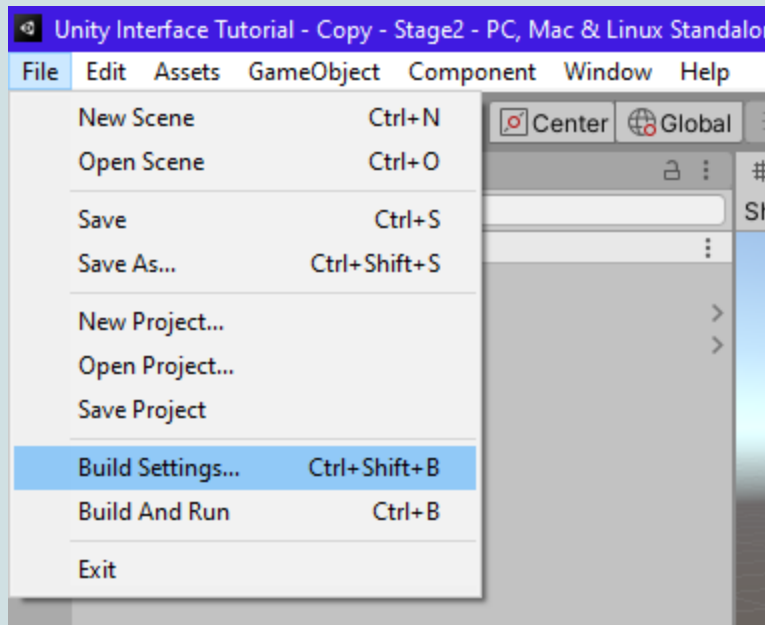 Unity Interface Tutorial - Copy - Stage2 - PC, Mac & Linux
File Edit Assets GameObject Component Window Help
Center Global
New Scene Ctrl+N
Open Scene Ctrl+O
Save Ctrl+S
Save As... Ctrl+Shift+S
New Project...
Open Project...
Save Project
Build Settings... Ctrl+Shift+B
Build And Run Ctrl+B
Exit